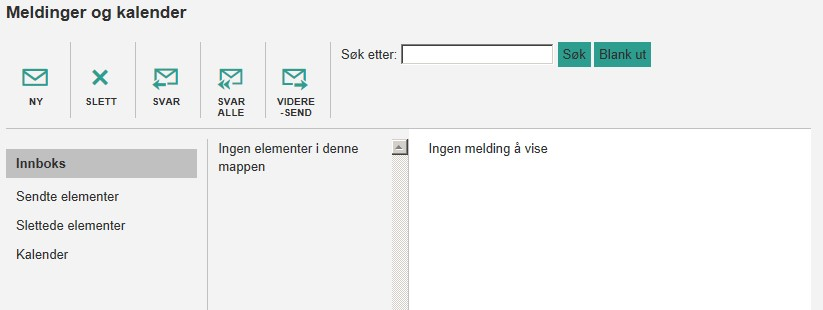 Meldinger og kalender
Søk etter: Søk Blank ut
NY SLETT SVAR SVAR ALLE VIDERE -SEND
Innboks
Sendte elementer
Slettede elementer
Kalender
Ingen elementer i denne
mappen
Ingen melding å vise